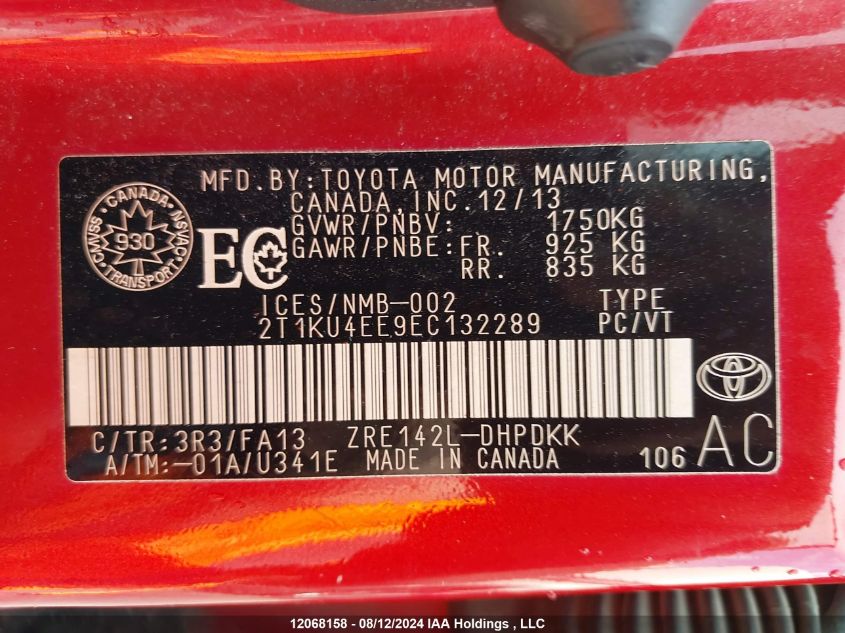 MFD.BY:TOYOTA MOTOR MANUFACTURING,
CANADA,INC.12/13
GVWR/PNBV: 1750KG
GAWR/PNBE:FR. 925 KG
RR. 835 KG
CANADA
CMVSS NSVAC
930
TRANSPORT
EC
ICES/NMB-002 TYPE
2T1KU4EE9EC132289 PC/VT
C/TR:3R3/FA13 ZRE142L-DHPDKK
A/TM:-01A/U341E MADE IN CANADA 106 AC
12068158 - 08/12/2024 IAA Holdings , LLC